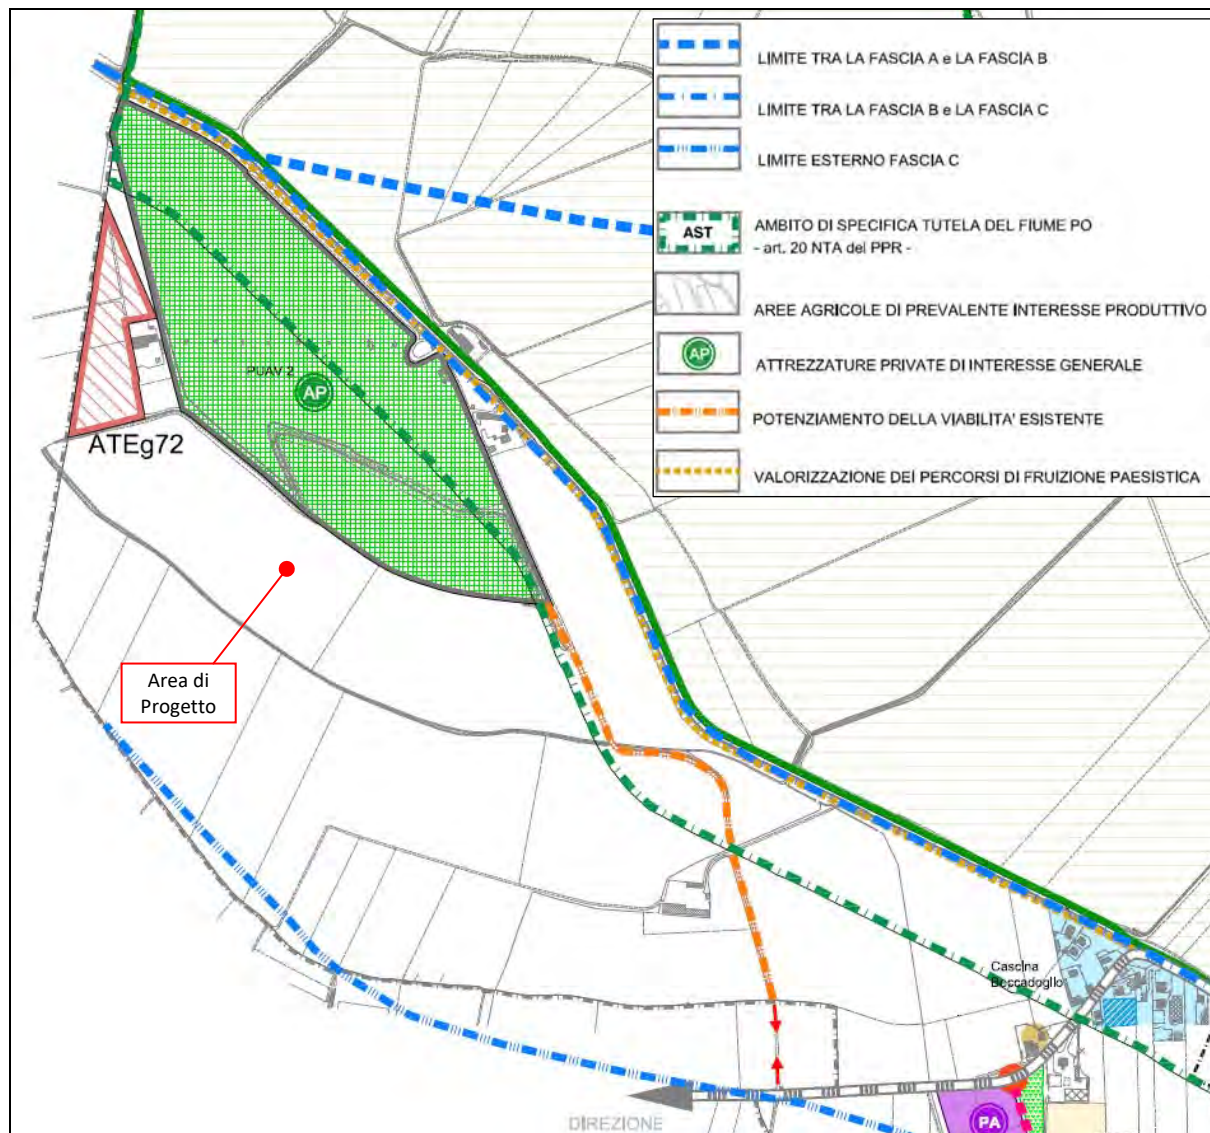 LIMITE TRA LA FASCIA A e LA FASCIA B
LIMITE TRA LA FASCIA B e LA FASCIA C
LIMITE ESTERNO FASCIA C
AST
AMBITO DI SPECIFICA TUTELA DEL FIUME PO
- art. 20 NTA del PPR -
AREE AGRICOLE DI PREVALENTE INTERESSE PRODUTTIVO
AP
ATTREZZATURE PRIVATE DI INTERESSE GENERALE
POTENZIAMENTO DELLA VIABILITA' ESISTENTE
VALORIZZAZIONE DEI PERCORSI DI FRUIZIONE PAESISTICA
PUAV 2
AP
ATEg72
Area di
Progetto
Cascina
Boccadoglio
DIREZIONE
PA